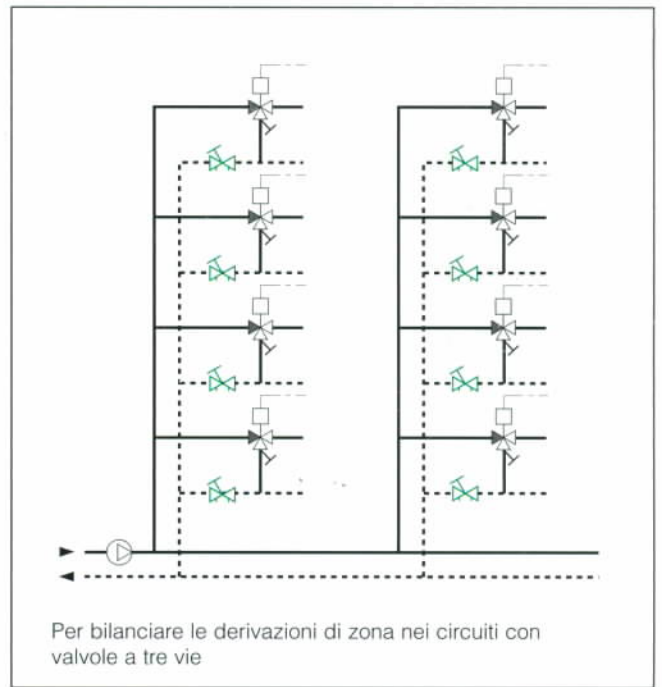 Per bilanciare le derivazioni di zona nei circuiti con
valvole a tre vie